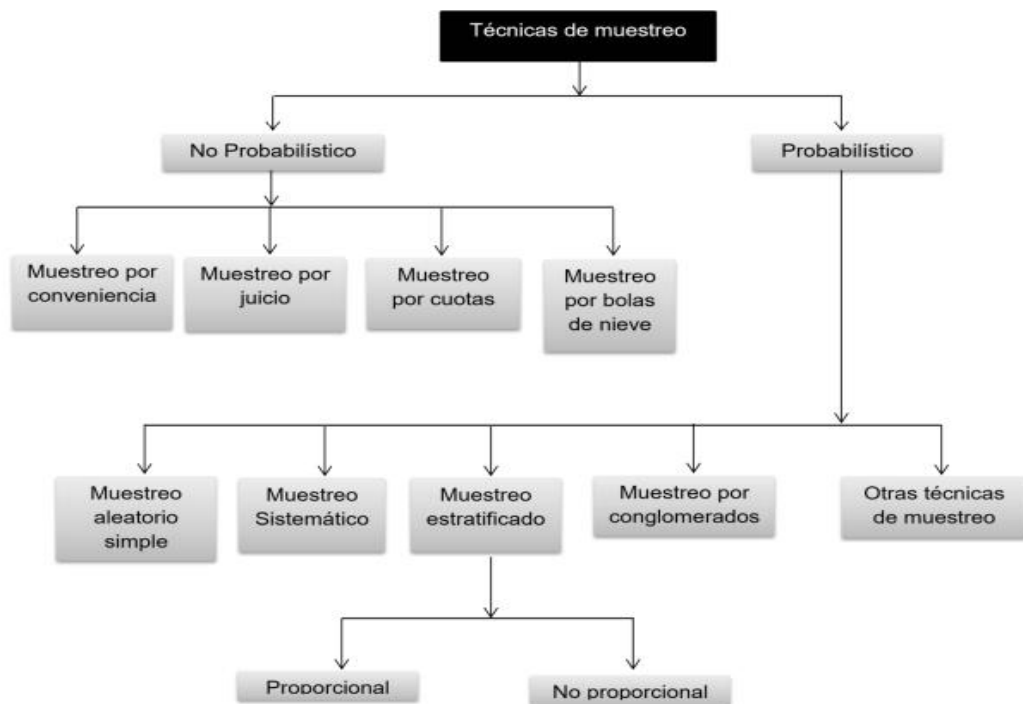 Técnicas de muestreo
No Probabilístico
Probabilístico
Muestreo por
conveniencia
Muestreo por
juicio
Muestreo
por cuotas
Muestreo
por bolas
de nieve
Muestreo
aleatorio
simple
Muestreo
Sistemático
Muestreo
estratificado
Muestreo por
conglomerados
Otras técnicas
de muestreo
Proporcional
No proporcional